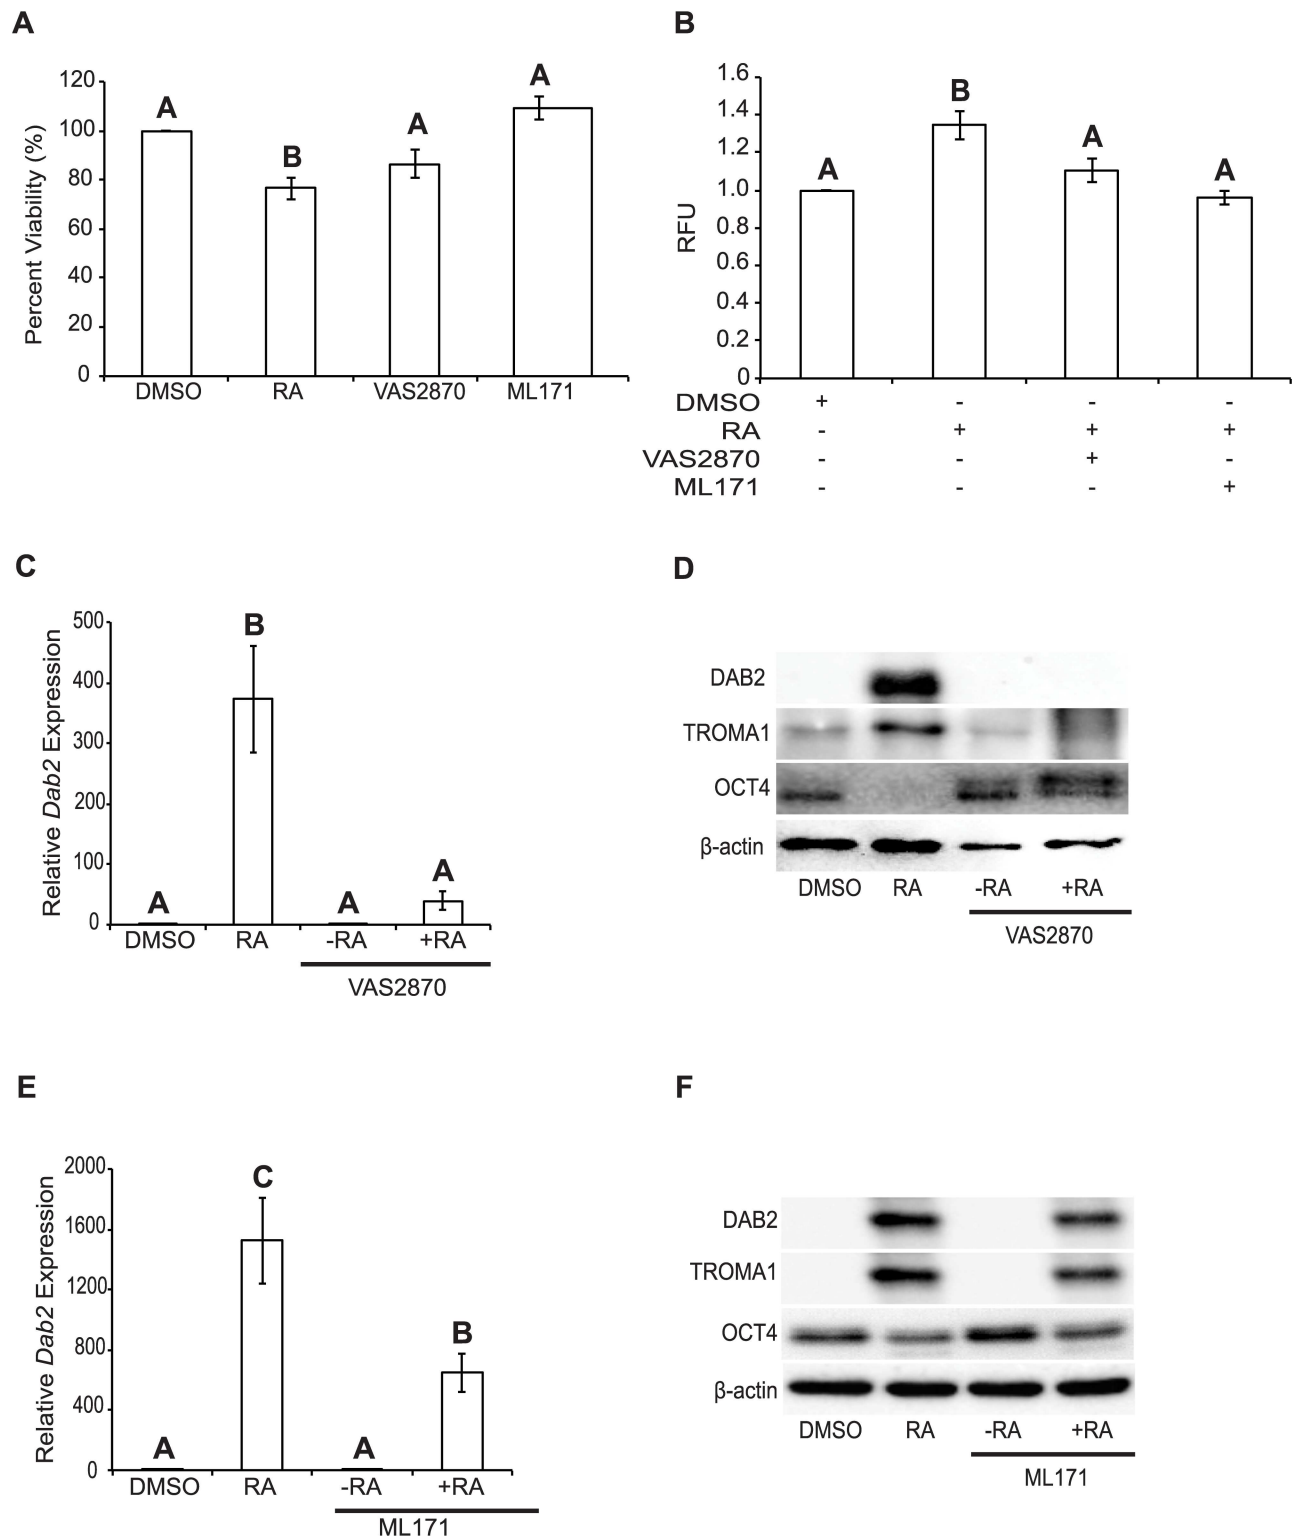 A
Percent Viability (%)
120
100
80
60
40
20
0
A
B
A
A
DMSO RA VAS2870 ML171
B
RFU
1.6
1.4
1.2
1.0
0.8
0.6
0.4
0.2
0
A
B
A
A
DMSO + - - -
RA - + + +
VAS2870 - - + -
ML171 - - - +
C
Relative Dab2 Expression
500
400
300
200
100
0
A
B
A
A
DMSO RA -RA +RA
VAS2870
D
DAB2
TROMA1
OCT4
β-actin
DMSO RA -RA +RA
VAS2870
E
Relative Dab2 Expression
2000
1600
1200
800
400
0
A
C
A
B
DMSO RA -RA +RA
ML171
F
DAB2
TROMA1
OCT4
β-actin
DMSO RA -RA +RA
ML171